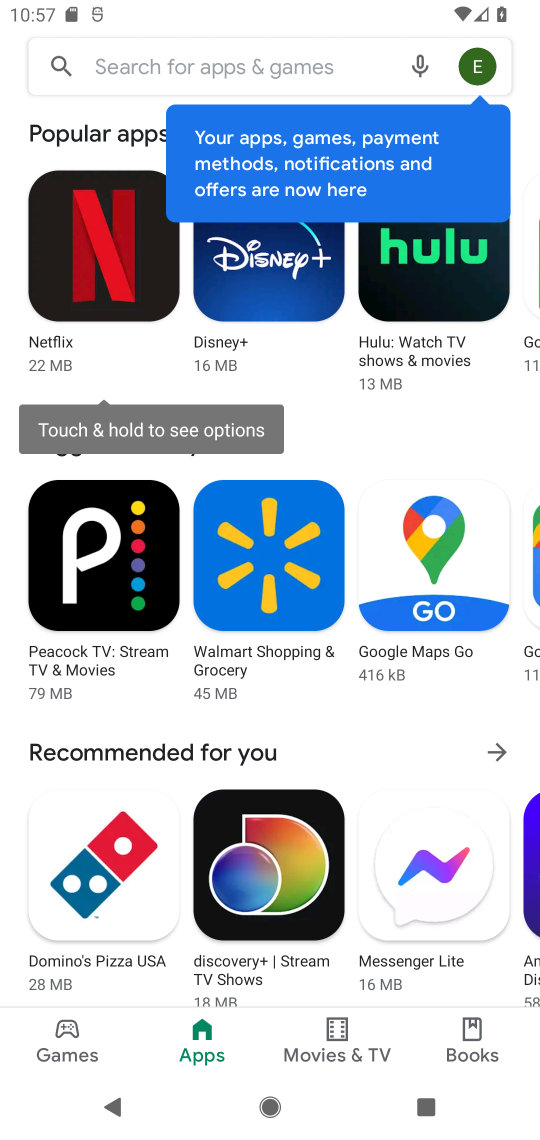 10:57
Search for apps & games
E
Popular apps
Your apps, games, payment
methods, notifications and
offers are now here
N
Disney+
hulu
Netflix
22 MB
Disney+
16 MB
Hulu: Watch TV
shows & movies
13 MB
Go
11
Touch & hold to see options
P
GO
Peacock TV: Stream
TV & Movies
79 MB
Walmart Shopping &
Grocery
45 MB
Google Maps Go
416 kB
Go
11
Recommended for you
Domino's Pizza USA
28 MB
discovery+ | Stream
TV Shows
18 MB
Messenger Lite
16 MB
Am
Dis
58
Games
Apps
Movies & TV
Books